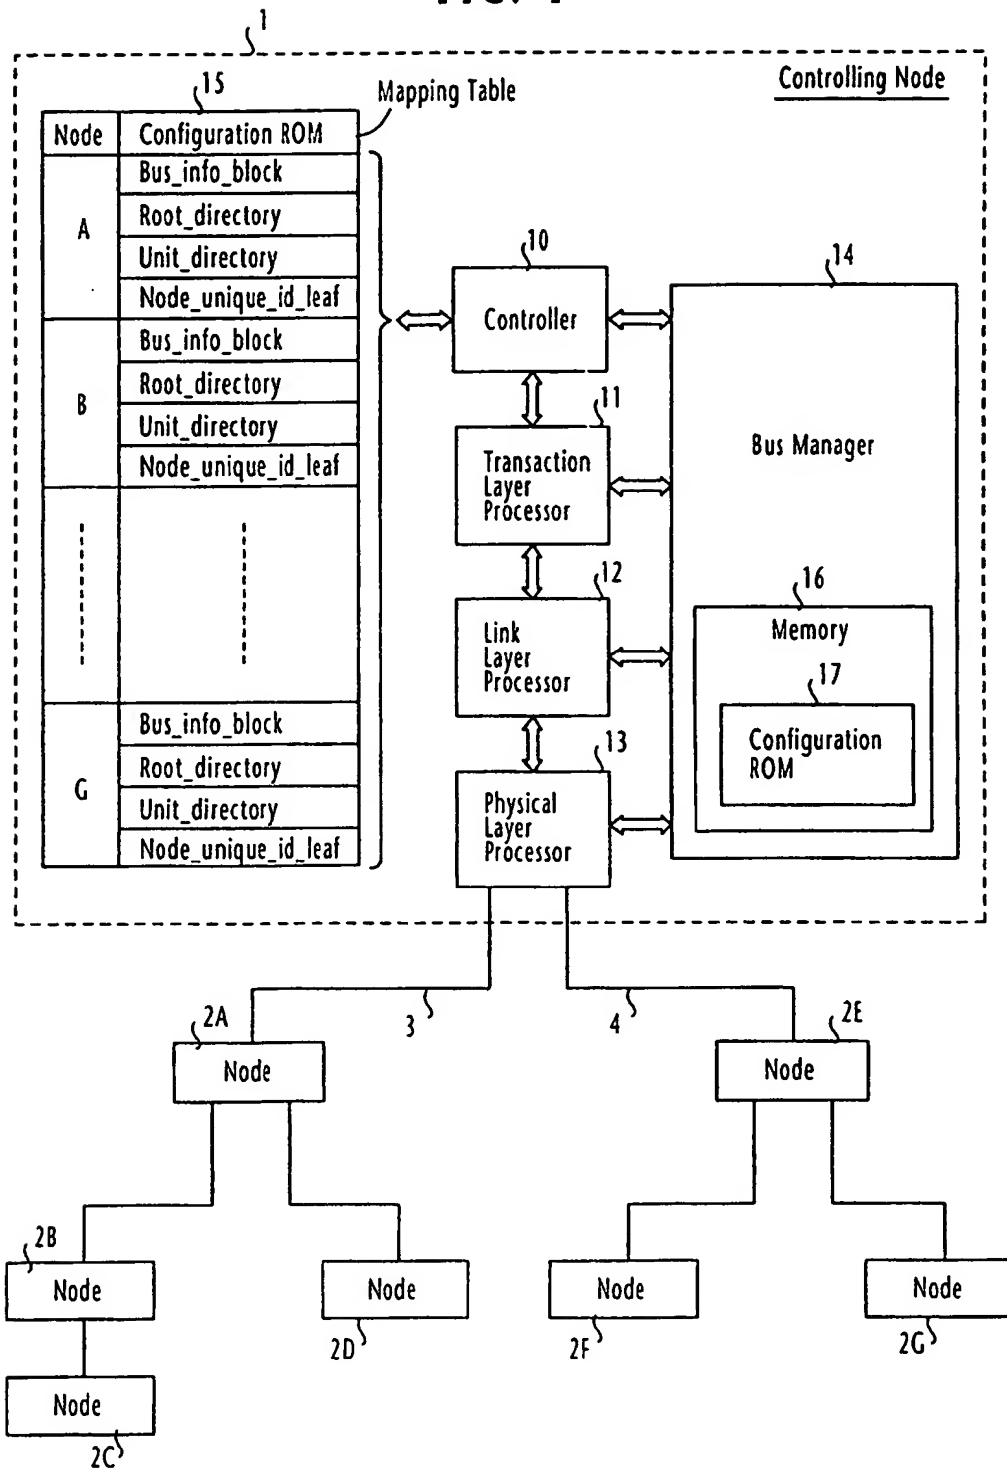 1
Controlling Node
15
Mapping Table
Node Configuration ROM
A
Bus_info_block
Root_directory
Unit_directory
Node_unique_id_leaf
B
Bus_info_block
Root_directory
Unit_directory
Node_unique_id_leaf
G
Bus_info_block
Root_directory
Unit_directory
Node_unique_id_leaf
10
Controller
11
Transaction
Layer
Processor
12
Link
Layer
Processor
13
Physical
Layer
Processor
14
Bus Manager
16
Memory
17
Configuration
ROM
3
4
2A
Node
2E
Node
2B
Node
Node
2D
Node
2F
Node
2G
Node
2C